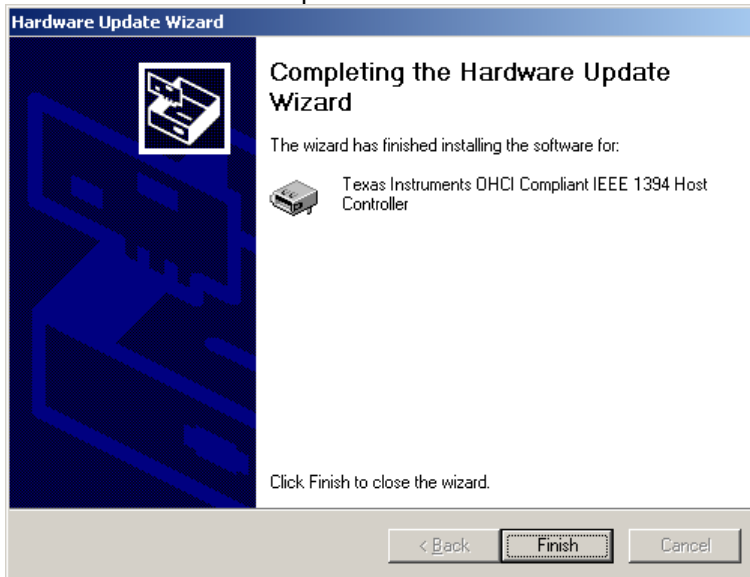 Hardware Update Wizard
Completing the Hardware Update
Wizard
The wizard has finished installing the software for:
Texas Instruments OHCI Compliant IEEE 1394 Host
Controller
Click Finish to close the wizard.
< Back
Finish
Cancel